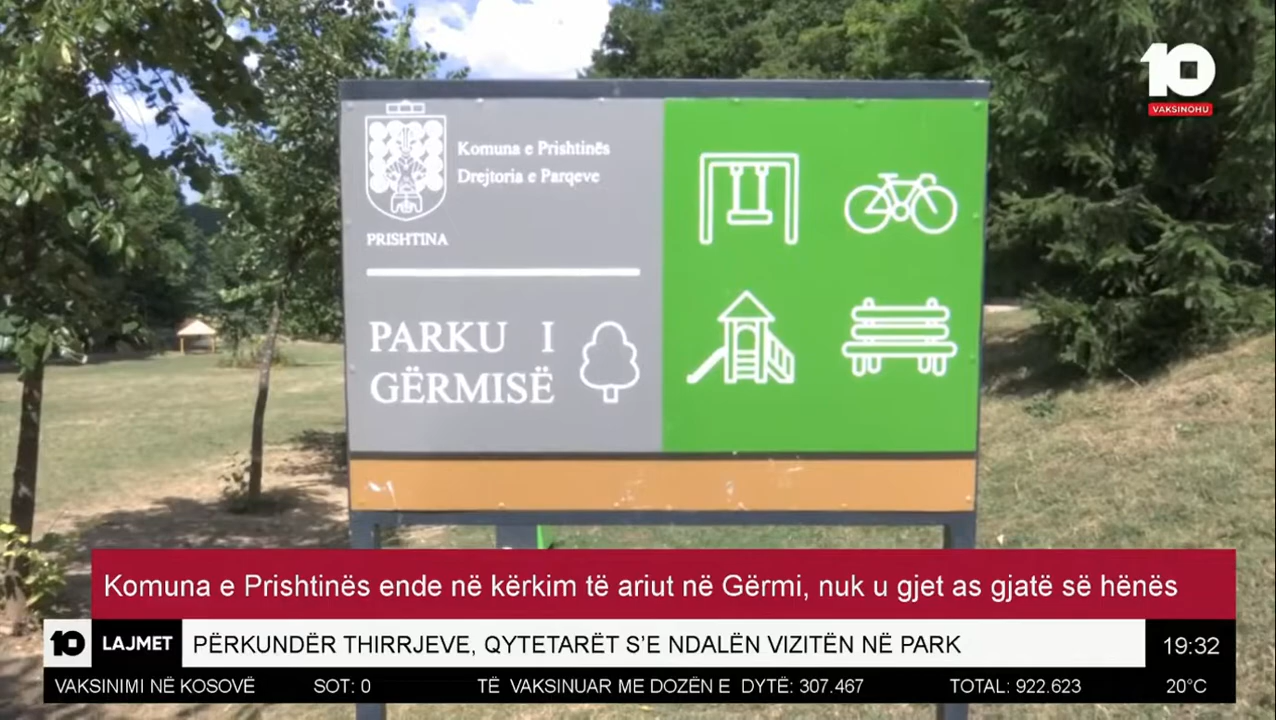 10
VAKSINOHU
Komuna e Prishtinës
Drejtoria e Parqeve
PRISHTINA
PARKU I
GËRMISË
Komuna e Prishtinës ende në kërkim të ariut në Gërmi, nuk u gjet as gjatë së hënës
10 LAJMET PËRKUNDËR THIRRJEVE, QYTETARËT S'E NDALËN VIZITËN NË PARK 19:32
VAKSINIMI NË KOSOVË SOT: 0 TË VAKSINUAR ME DOZËN E DYTË: 307.467 TOTAL: 922.623 20°C